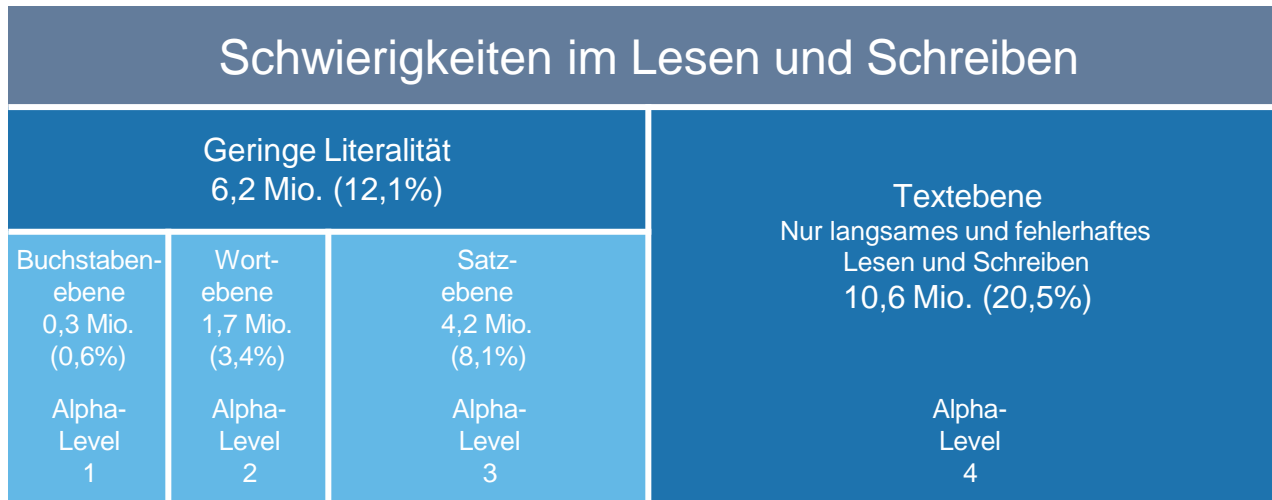 Schwierigkeiten im Lesen und Schreiben
Geringe Literalität
6,2 Mio. (12,1%)
Buchstaben-
ebene
0,3 Mio.
(0,6%)
Alpha-
Level
1
Wort-
ebene
1,7 Mio.
(3,4%)
Alpha-
Level
2
Satz-
ebene
4,2 Mio.
(8,1%)
Alpha-
Level
3
Textebene
Nur langsames und fehlerhaftes
Lesen und Schreiben
10,6 Mio. (20,5%)
Alpha-
Level
4